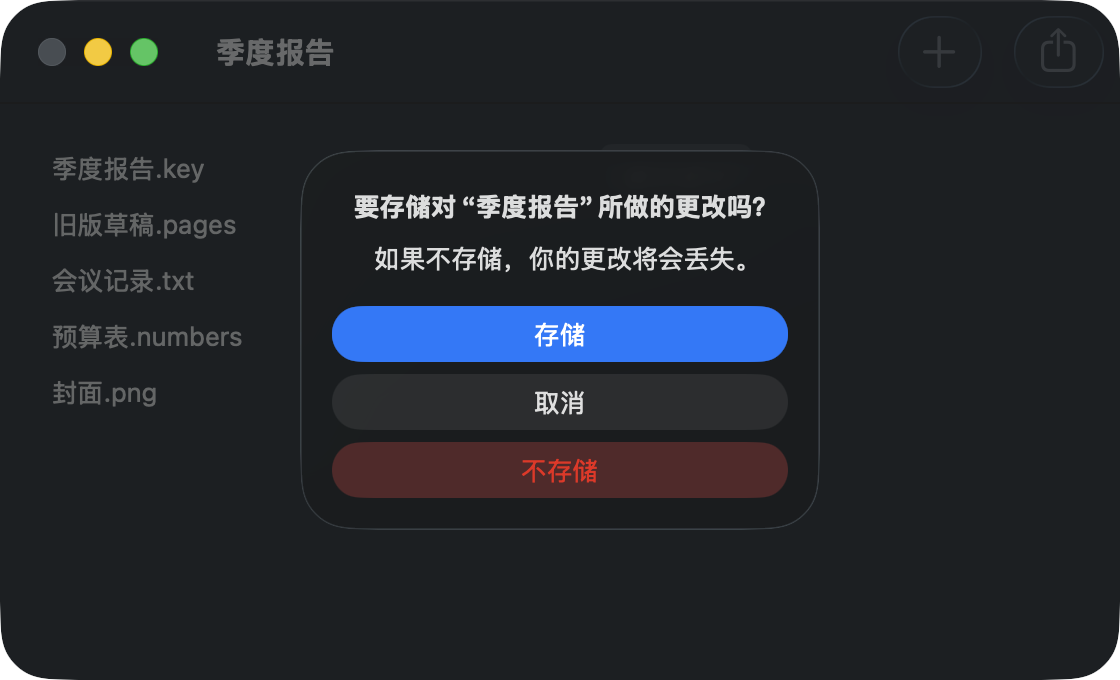 季度报告
季度报告.key
旧版草稿.pages
会议记录.txt
预算表.numbers
封面.png
要存储对“季度报告”所做的更改吗？
如果不存储，你的更改将会丢失。
存储
取消
不存储